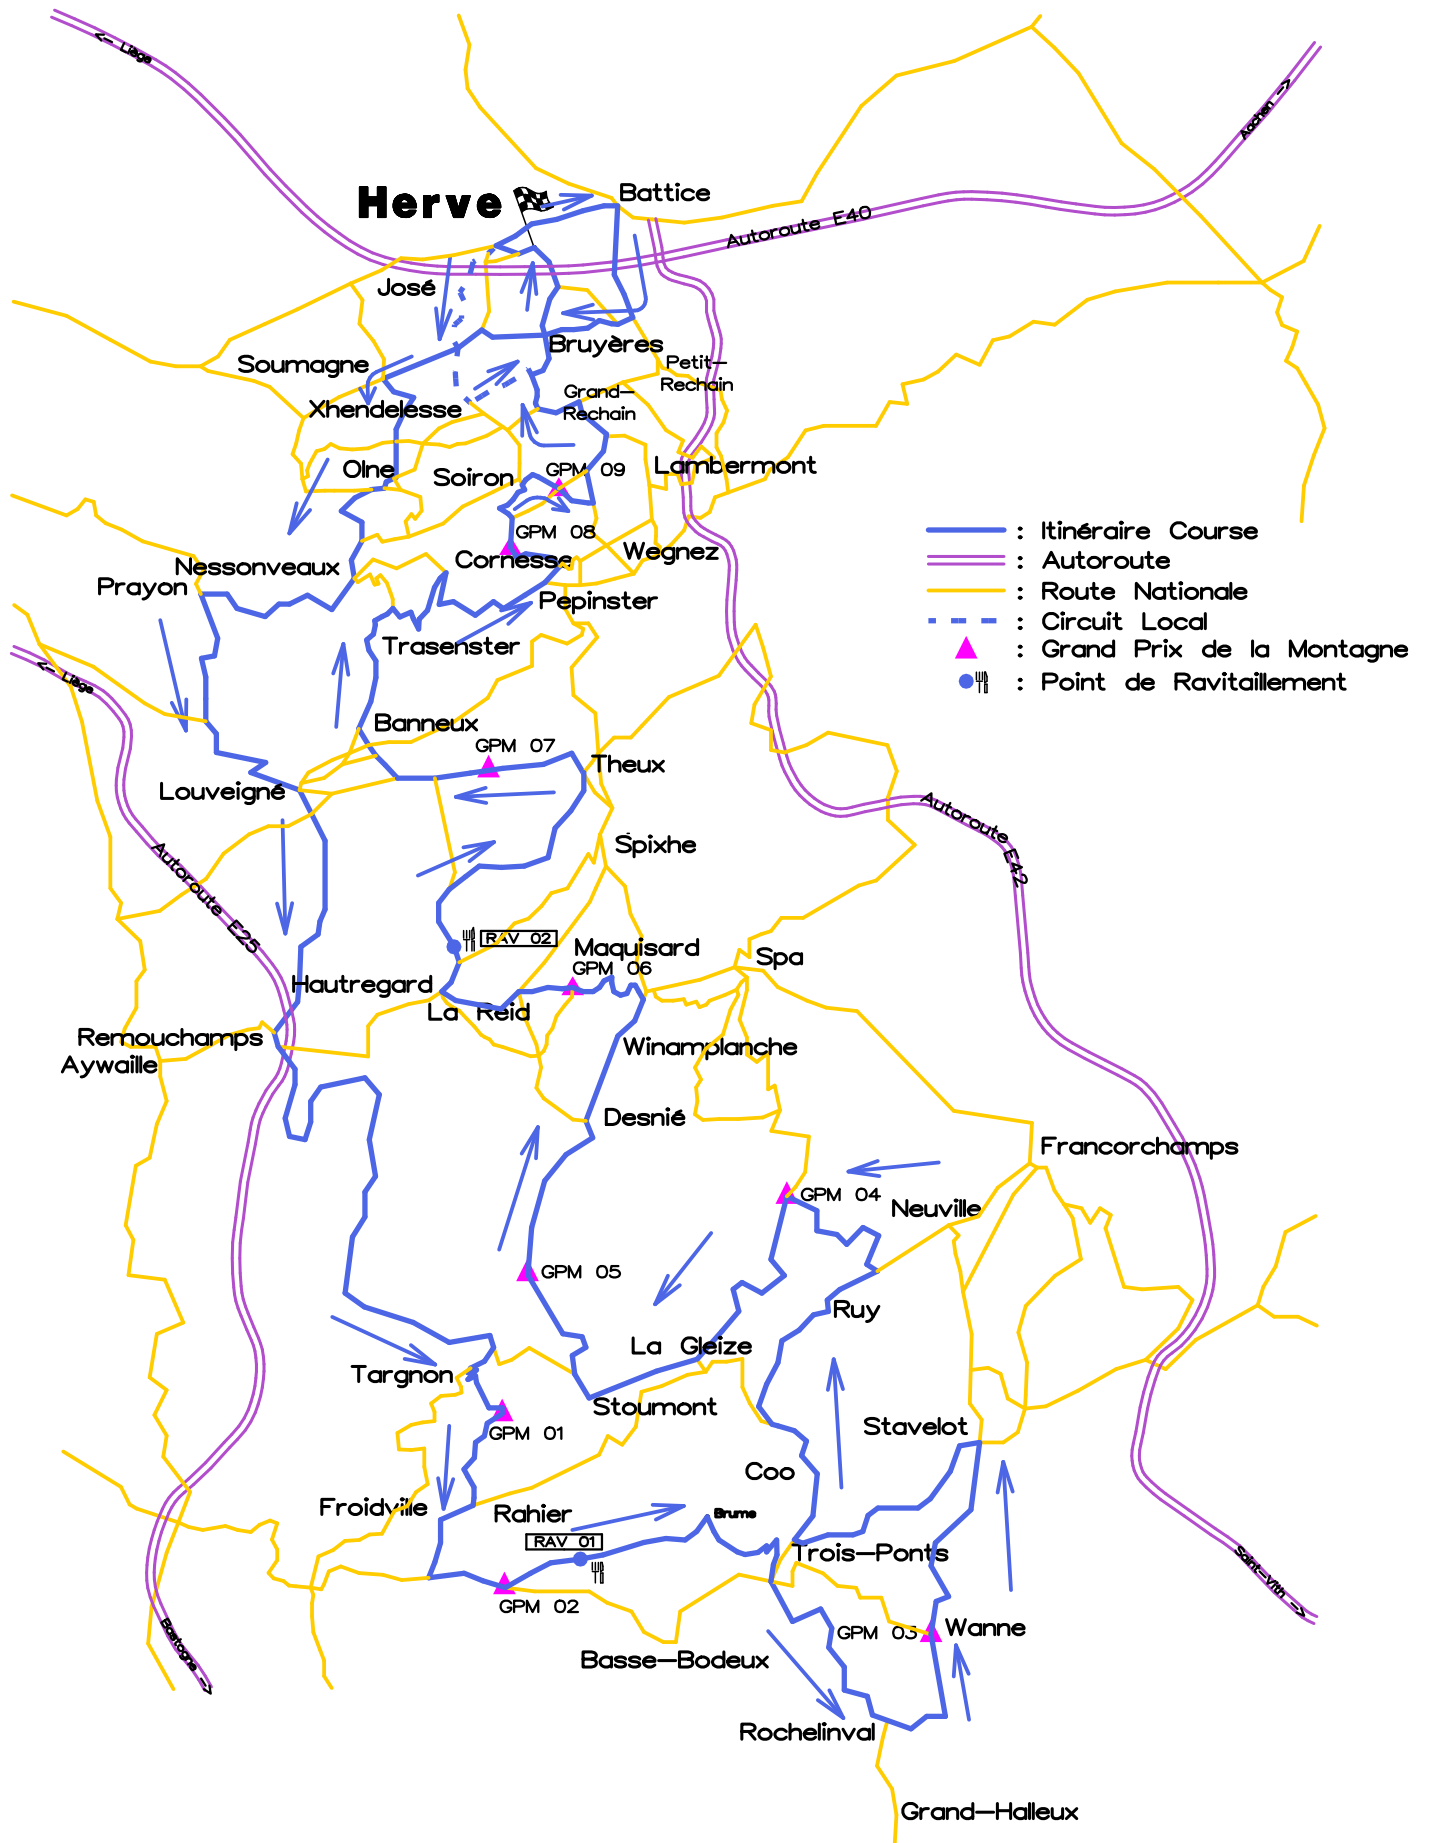 <-- Liège
Aachen -->
Battice
Herve
Autoroute E40
José
Bruyères
Soumagne
Petit-
Rechain
Grand-
Rechain
Xhendelesse
Olne
Soiron
GPM 09
Lambermont
: Itinéraire Course
: Autoroute
: Route Nationale
: Circuit Local
: Grand Prix de la Montagne
: Point de Ravitaillement
GPM 08
Cornesse
Wegnez
Nessonveaux
Prayon
Pepinster
Trasenster
<-- Liège
Banneux
GPM 07
Theux
Louveigné
Autoroute E42
Spixhe
Autoroute E25
RAV 02
Maquisard
Spa
GPM 06
Hautregard
La Reid
Remouchamps
Winamplanche
Aywaille
Desnié
Francorchamps
GPM 04
Neuville
GPM 05
Ruy
La Gleize
Targnon
Stoumont
GPM 01
Stavelot
Coo
Froidville
Rahier
Brume
RAV 01
Trois-Ponts
Saint-Vith -->
GPM 02
GPM 03
Wanne
Basse-Bodeux
Bastogne -->
Rochelinval
Grand-Halleux